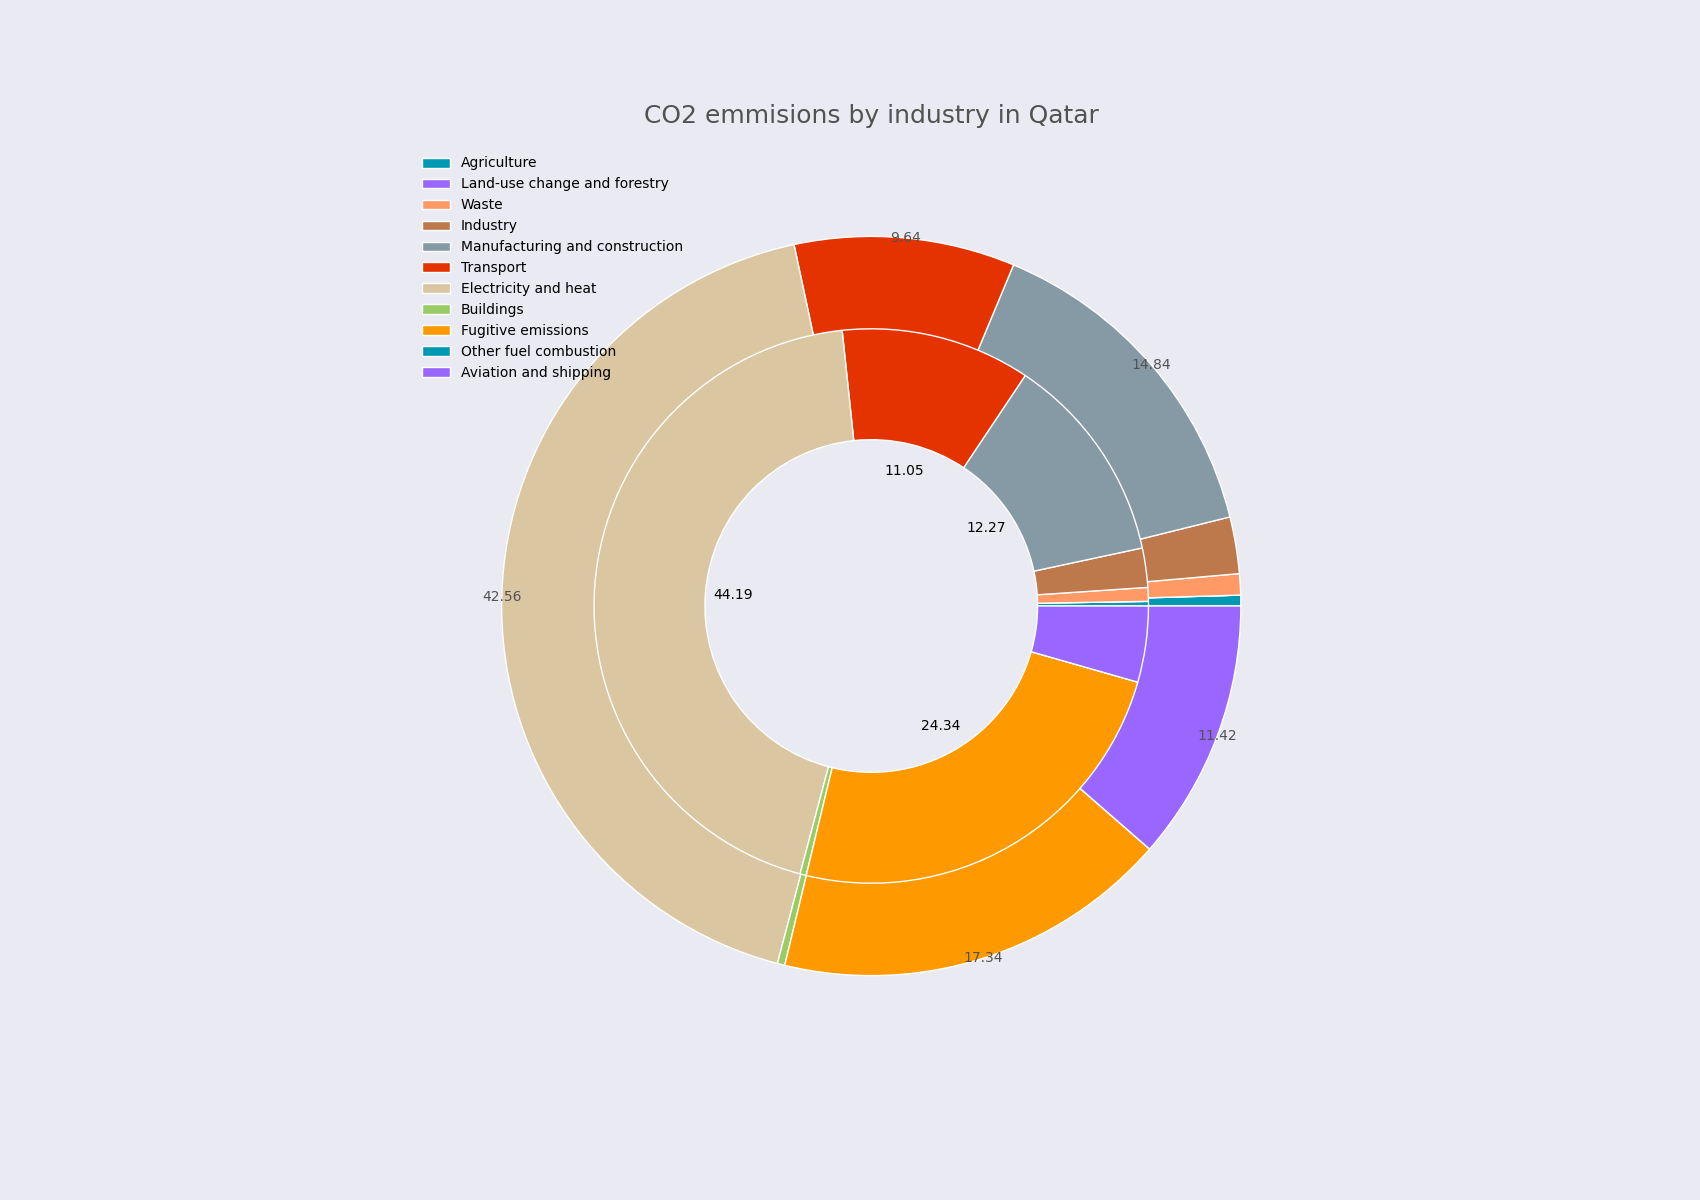 CO2 emmisions by industry in Qatar
Agriculture
Land-use change and forestry
Waste
Industry
Manufacturing and construction
Transport
Electricity and heat
Buildings
Fugitive emissions
Other fuel combustion
Aviation and shipping
9.64
14.84
11.05
12.27
42.56
44.19
24.34
11.42
17.34